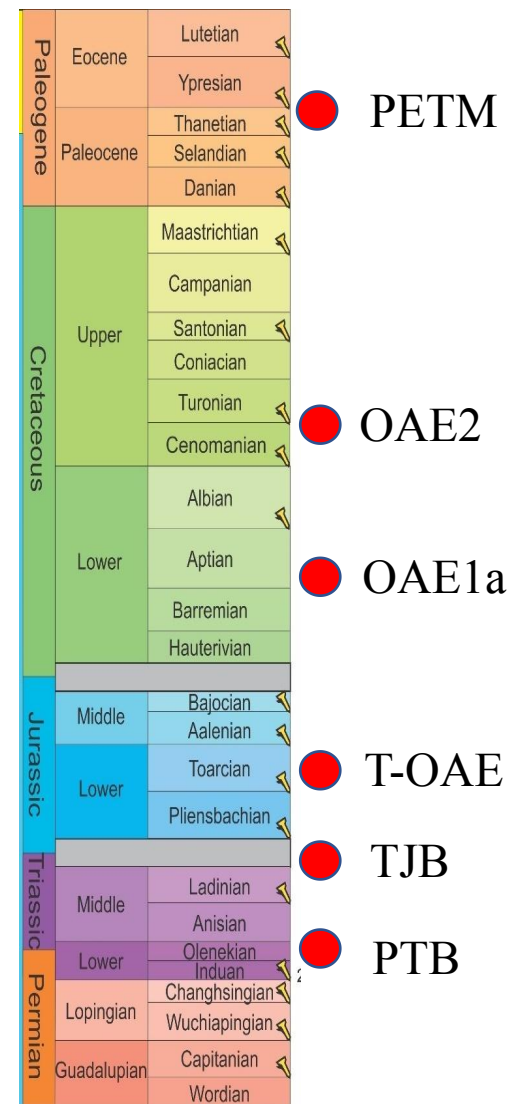 Paleogene
Eocene
Lutetian
Ypresian
PETM
Paleocene
Thanetian
Selandian
Danian
Cretaceous
Upper
Maastrichtian
Campanian
Santonian
Coniacian
Turonian
OAE2
Cenomanian
Lower
Albian
Aptian
OAE1a
Barremian
Hauterivian
Jurassic
Middle
Bajocian
Aalenian
Lower
Toarcian
T-OAE
Pliensbachian
TJB
Triassic
Middle
Ladinian
Anisian
PTB
Lower
Olenekian
Induan
2
Permian
Lopingian
Changhsingian
Wuchiapingian
Guadalupian
Capitanian
Wordian